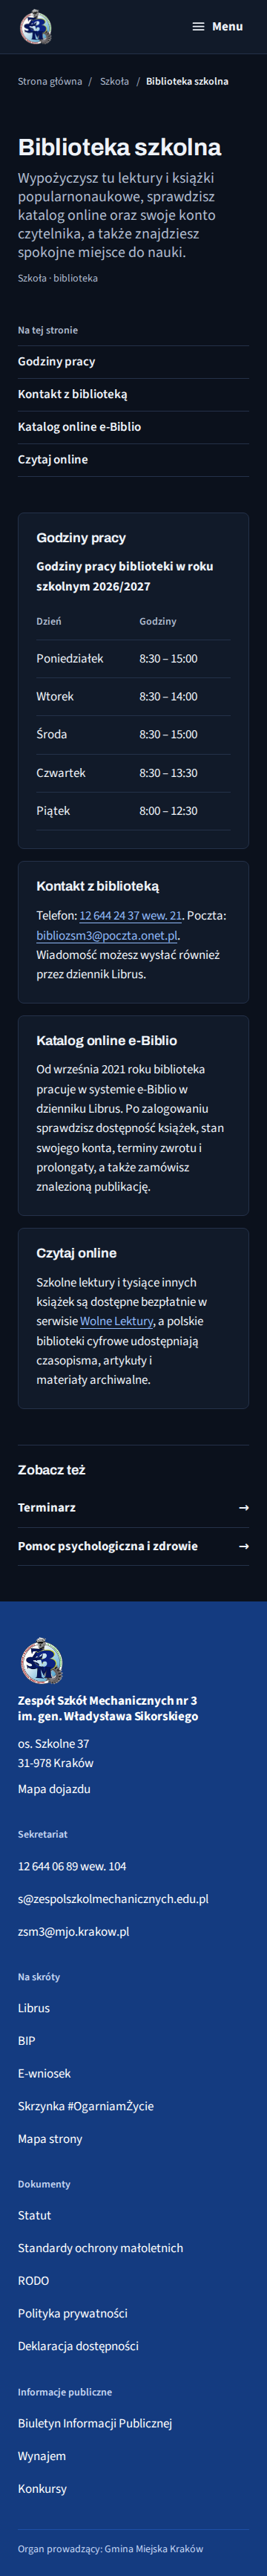 Menu
Strona główna / Szkoła / Biblioteka szkolna
Biblioteka szkolna
Wypożyczysz tu lektury i książki
popularnonaukowe, sprawdzisz
katalog online oraz swoje konto
czytelnika, a także znajdziesz
spokojne miejsce do nauki.
Szkoła · biblioteka
Na tej stronie
Godziny pracy
Kontakt z biblioteką
Katalog online e-Biblio
Czytaj online
Godziny pracy
Godziny pracy biblioteki w roku
szkolnym 2026/2027
Dzień Godziny
Poniedziałek 8:30 – 15:00
Wtorek 8:30 – 14:00
Środa 8:30 – 15:00
Czwartek 8:30 – 13:30
Piątek 8:00 – 12:30
Kontakt z biblioteką
Telefon: 12 644 24 37 wew. 21. Poczta:
bibliozsm3@poczta.onet.pl.
Wiadomość możesz wysłać również
przez dziennik Librus.
Katalog online e-Biblio
Od września 2021 roku biblioteka
pracuje w systemie e-Biblio w
dzienniku Librus. Po zalogowaniu
sprawdzisz dostępność książek, stan
swojego konta, terminy zwrotu i
prolongaty, a także zamówisz
znalezioną publikację.
Czytaj online
Szkolne lektury i tysiące innych
książek są dostępne bezpłatnie w
serwisie Wolne Lektury, a polskie
biblioteki cyfrowe udostępniają
czasopisma, artykuły i
materiały archiwalne.
Zobacz też
Terminarz →
Pomoc psychologiczna i zdrowie →
Zespół Szkół Mechanicznych nr 3
im. gen. Władysława Sikorskiego
os. Szkolne 37
31-978 Kraków
Mapa dojazdu
Sekretariat
12 644 06 89 wew. 104
s@zespolszkolmechanicznych.edu.pl
zsm3@mjo.krakow.pl
Na skróty
Librus
BIP
E-wniosek
Skrzynka #OgarniamŻycie
Mapa strony
Dokumenty
Statut
Standardy ochrony małoletnich
RODO
Polityka prywatności
Deklaracja dostępności
Informacje publiczne
Biuletyn Informacji Publicznej
Wynajem
Konkursy
Organ prowadzący: Gmina Miejska Kraków